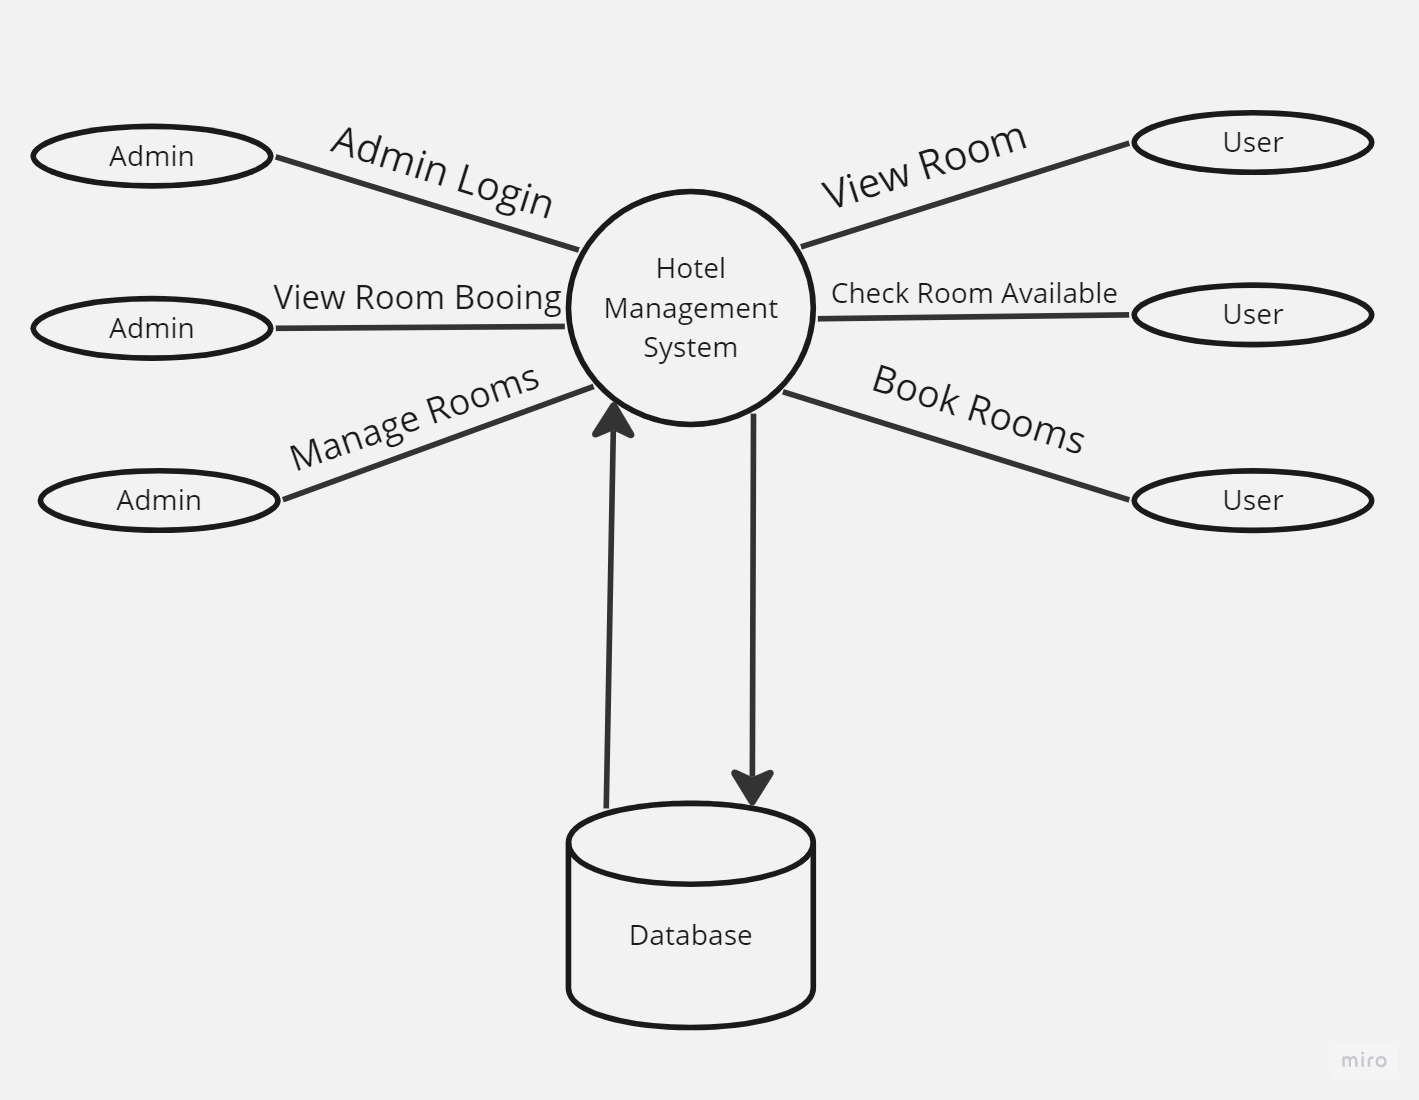 Admin
Admin Login
View Room
User
Hotel
Management
System
Admin
View Room Booing
Check Room Available
User
Admin
Manage Rooms
Book Rooms
User
Database
miro